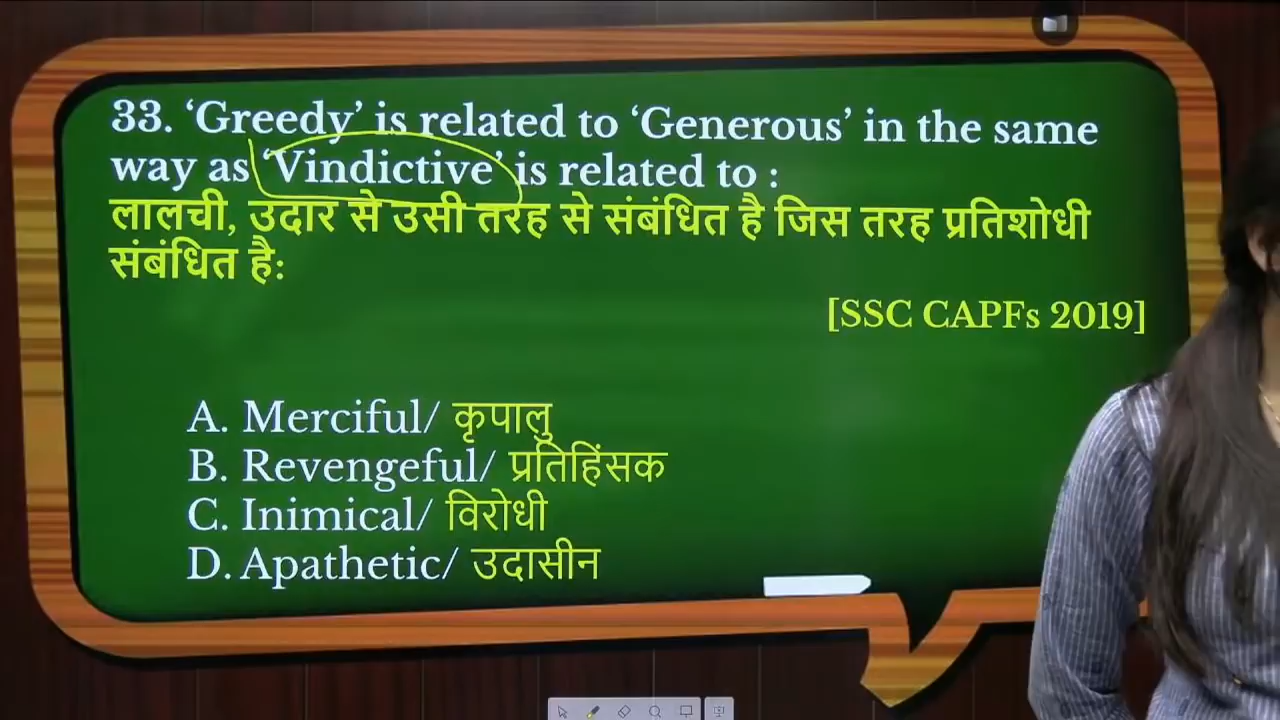 33. ‘Greedy’ is related to ‘Generous’ in the same
way as ‘Vindictive’ is related to :
लालची, उदार से उसी तरह से संबंधित है जिस तरह प्रतिशोधी
संबंधित है:
[SSC CAPFs 2019]
A. Merciful/ कृपालु
B. Revengeful/ प्रतिहिंसक
C. Inimical/ विरोधी
D. Apathetic/ उदासीन